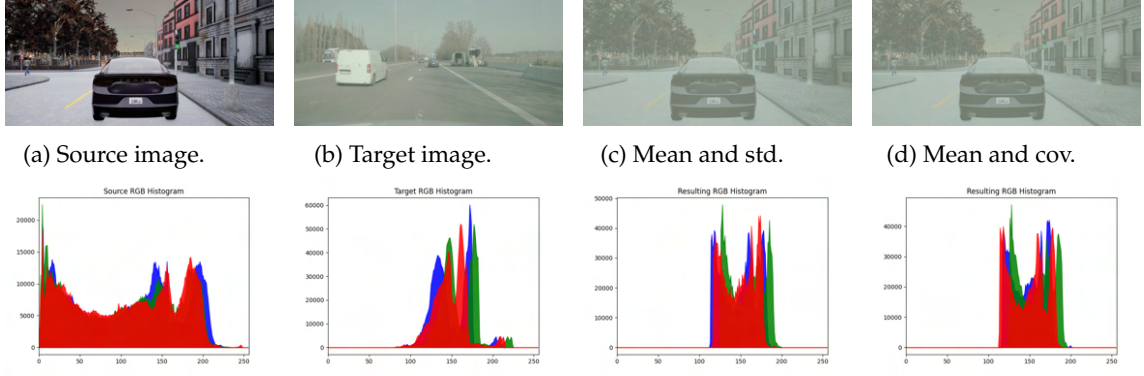 (a) Source image.
(b) Target image.
(c) Mean and std.
(d) Mean and cov.
Source RGB Histogram
20000
15000
10000
5000
0
0 50 100 150 200 250
Target RGB Histogram
60000
50000
40000
30000
20000
10000
0
0 50 100 150 200 250
Resulting RGB Histogram
50000
40000
30000
20000
10000
0
0 50 100 150 200 250
Resulting RGB Histogram
50000
40000
30000
20000
10000
0
0 50 100 150 200 250